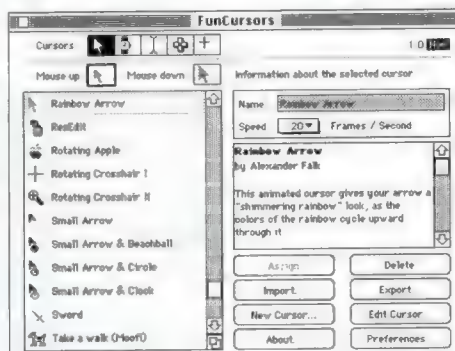 FunCursors
Cursors
1.0
Mouse up
Mouse down
Information about the selected cursor
Rainbow Arrow
ResEdit
Rotating Apple
Rotating Crosshair I
Rotating Crosshair II
Small Arrow
Small Arrow & Beachball
Small Arrow & Circle
Small Arrow & Clock
Sword
Take a walk (Moof!)
Name Rainbow Arrow
Speed 20 Frames / Second
Rainbow Arrow
by Alexander Falk
This animated cursor gives your arrow a
"shimmering rainbow" look, as the
colors of the rainbow cycle upward
through it
Assign
Delete
Import
Export
New Cursor...
Edit Cursor
About
Preferences